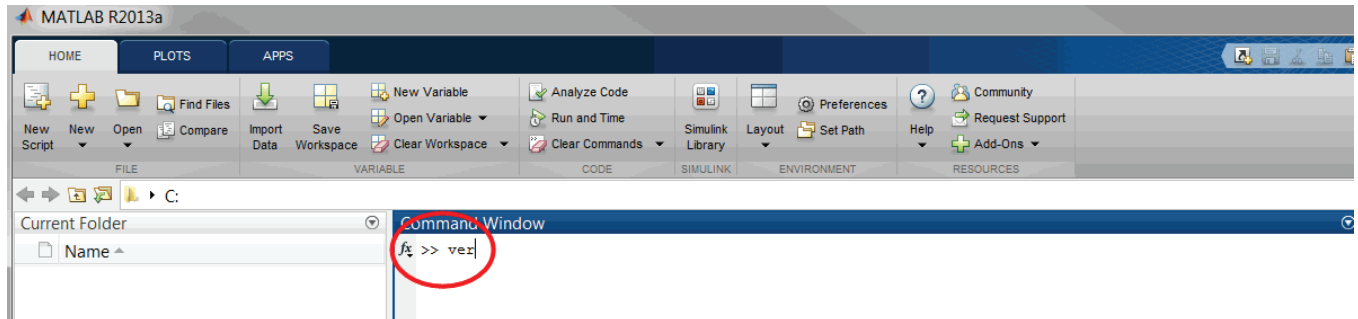 MATLAB R2013a
HOME PLOTS APPS
New Script
New
Open
Find Files
Compare
FILE
Import Data
Save Workspace
New Variable
Open Variable
Clear Workspace
VARIABLE
Analyze Code
Run and Time
Clear Commands
CODE
Simulink Library
SIMULINK
Layout
Preferences
Set Path
ENVIRONMENT
? Help
Community
Request Support
Add-Ons
RESOURCES
C:
Current Folder
Name
Command Window
fx >> ver